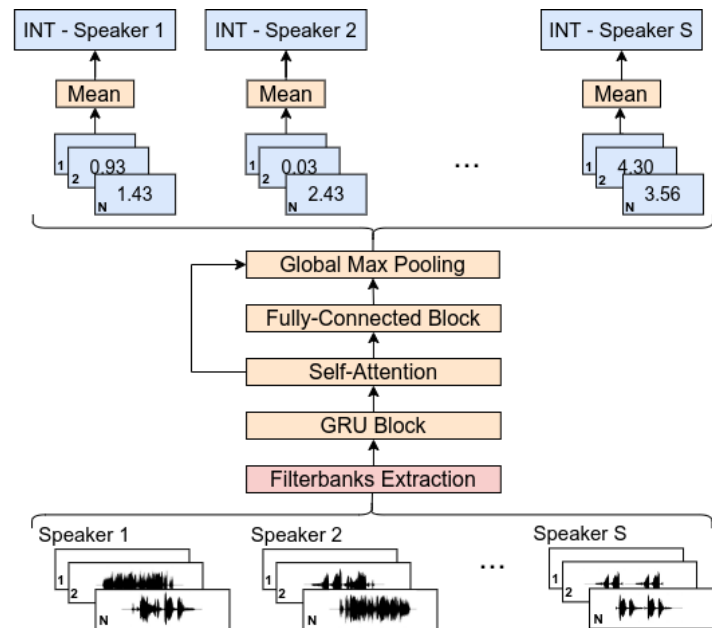 INT - Speaker 1 INT - Speaker 2 INT - Speaker S
Mean Mean Mean
1 1 1
0.93 0.03 4.30
2 2 2
1.43 2.43 ... 3.56
N N N
Global Max Pooling
Fully-Connected Block
Self-Attention
GRU Block
Filterbanks Extraction
Speaker 1 Speaker 2 Speaker S
...
1 1 1
2 2 2
N N N